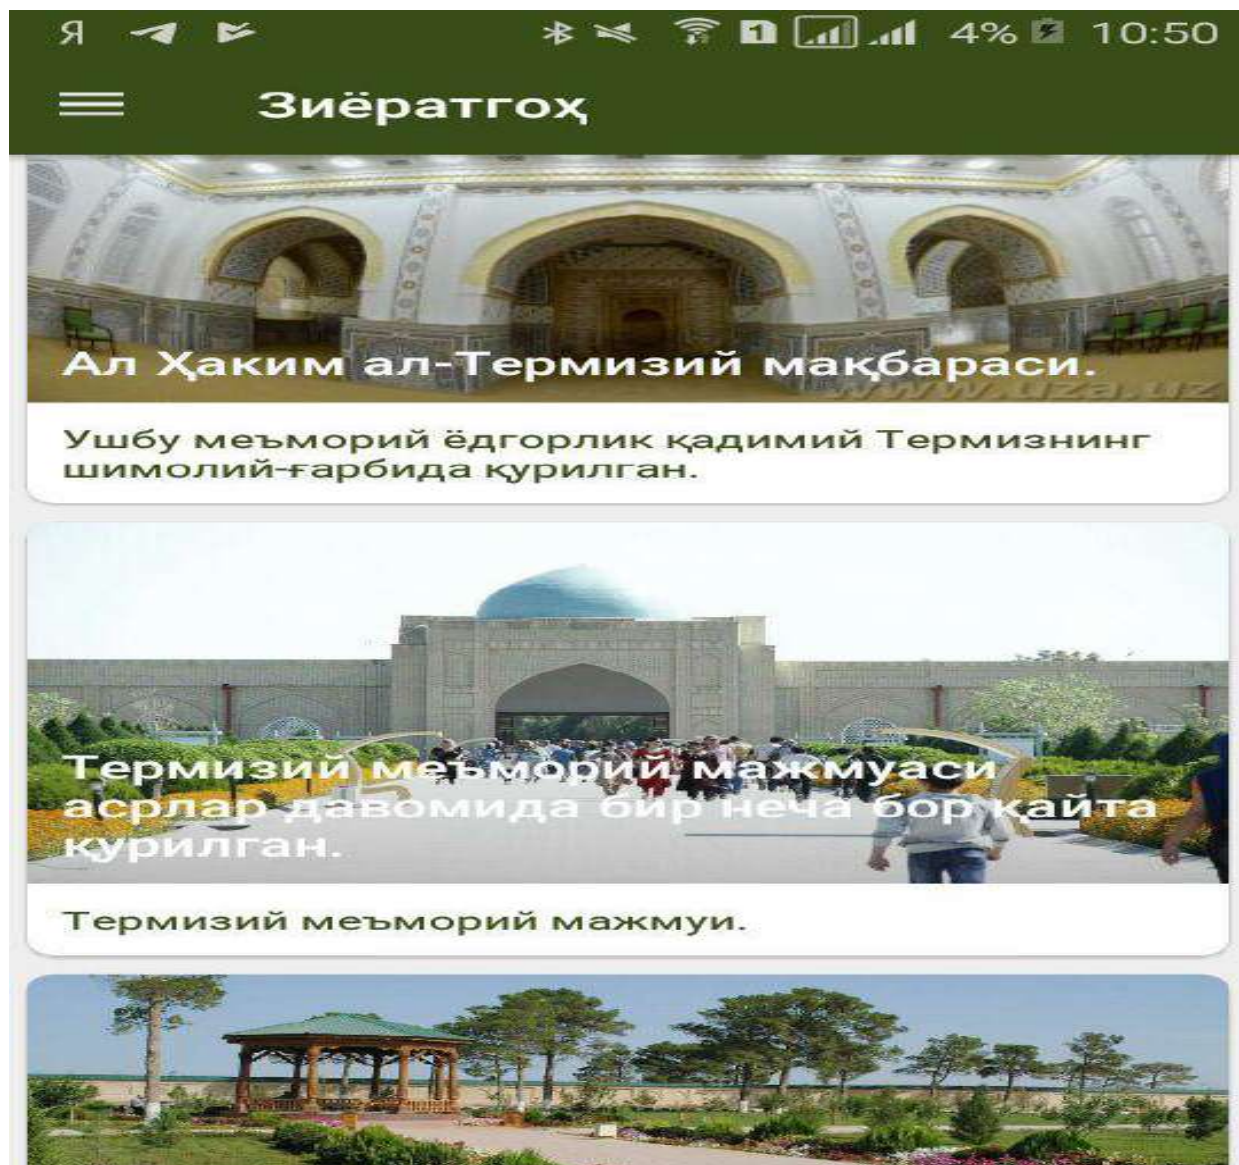 Я 1 4% 10:50
Зиёратгоҳ
Ал Ҳаким ал-Термизий мақбараси.
www.uza.uz
Ушбу меъморий ёдгорлик қадимий Термизнинг
шимолий-ғарбида қурилган.
Термизий меъморий мажмуаси
асрлар давомида бир неча бор қайта
қурилган.
Термизий меъморий мажмуи.